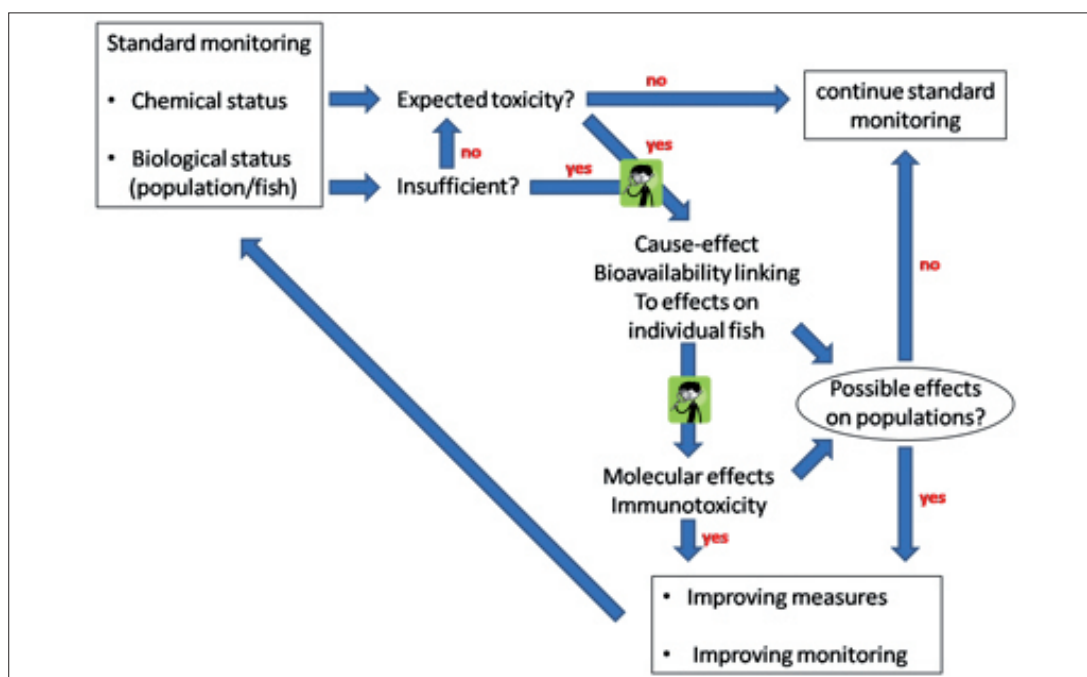 Standard monitoring
• Chemical status
• Biological status
(population/fish)
Expected toxicity?
no
continue standard
monitoring
no
yes
Insufficient?
yes
Cause-effect
Bioavailability linking
To effects on
individual fish
no
Possible effects
on populations?
Molecular effects
Immunotoxicity
yes
yes
• Improving measures
• Improving monitoring